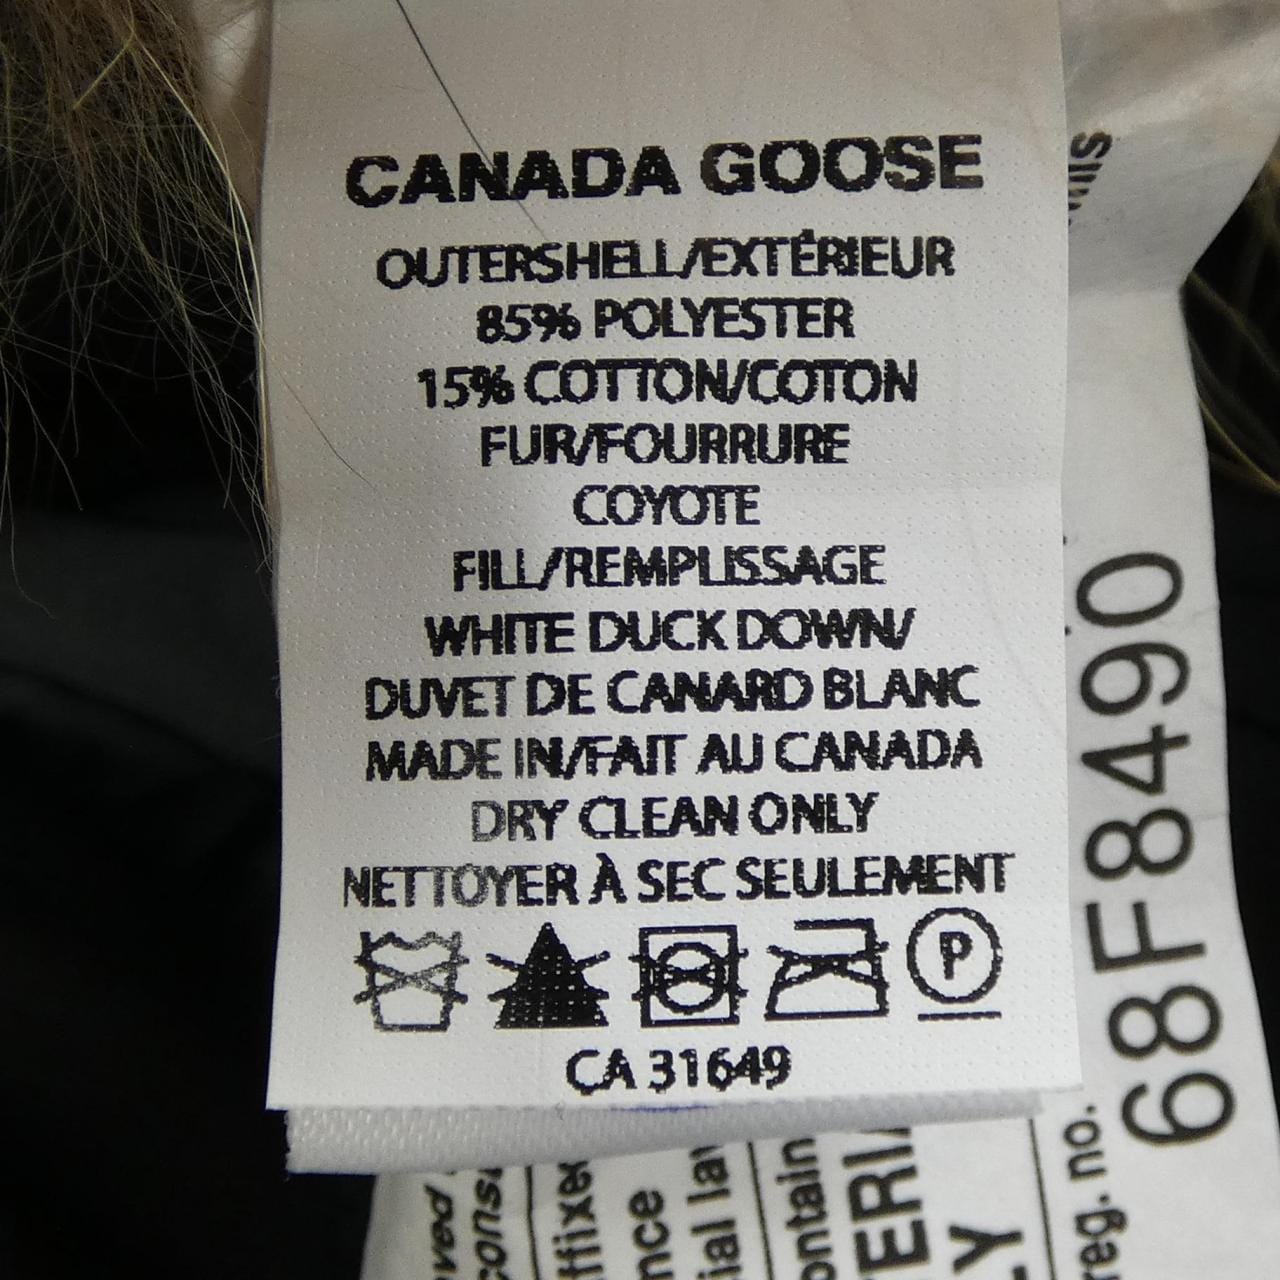 CANADA GOOSE
OUTERSHELL/EXTÉRIEUR
85% POLYESTER
15% COTTON/COTON
FUR/FOURRURE
COYOTE
FILL/REMPLISSAGE
WHITE DUCK DOWN/
DUVET DE CANARD BLANC
MADE IN/FAIT AU CANADA
DRY CLEAN ONLY
NETTOYER À SEC SEULEMENT
P
CA 31649
68F8490
reg. no.